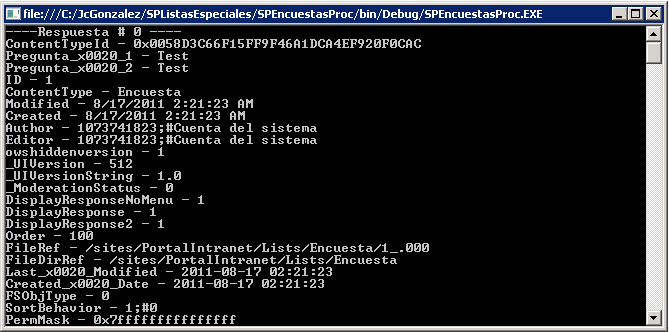 file:///C:/JcGonzalez/SPListasEspeciales/SPEncuestasProc/bin/Debug/SPEncuestasProc.EXE
----Respuesta # 0 ----
ContentTypeId - 0x0058D3C66F15FF9F46A1DCA4EF920F0CAC
Pregunta_x0020_1 - Test
Pregunta_x0020_2 - Test
ID - 1
ContentType - Encuesta
Modified - 8/17/2011 2:21:23 AM
Created - 8/17/2011 2:21:23 AM
Author - 1073741823;#Cuenta del sistema
Editor - 1073741823;#Cuenta del sistema
owshiddenversion - 1
_UIVersion - 512
_UIVersionString - 1.0
_ModerationStatus - 0
DisplayResponseNoMenu - 1
DisplayResponse - 1
DisplayResponse2 - 1
Order - 100
FileRef - /sites/PortalIntranet/Lists/Encuesta/1_.000
FileDirRef - /sites/PortalIntranet/Lists/Encuesta
Last_x0020_Modified - 2011-08-17 02:21:23
Created_x0020_Date - 2011-08-17 02:21:23
FSObjType - 0
SortBehavior - 1;#0
PermMask - 0x7fffffffffffffff